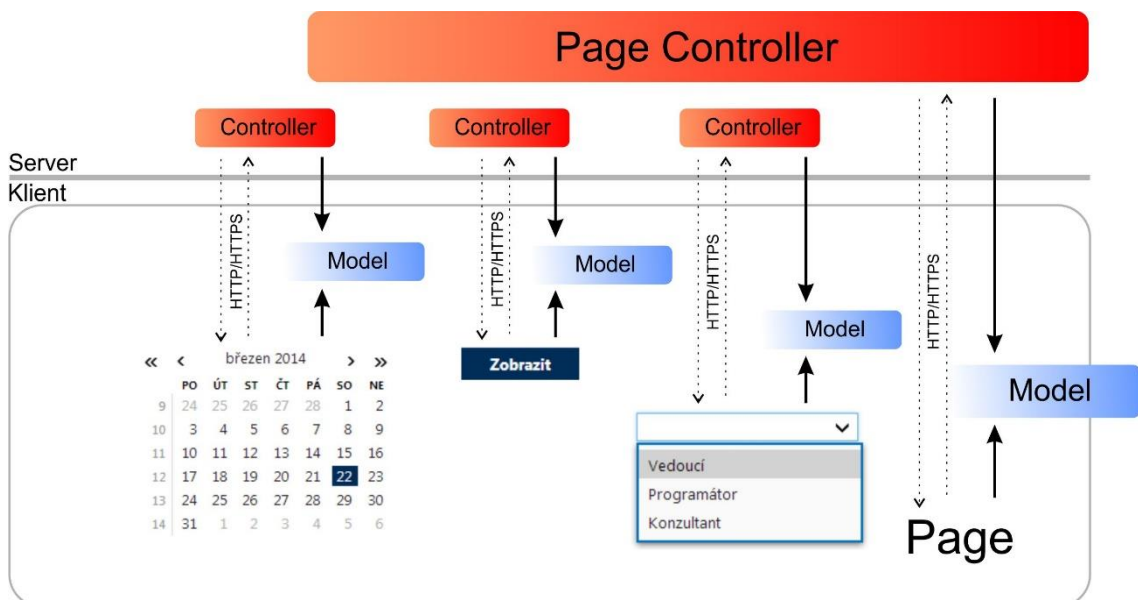 Page Controller
Controller
Controller
Controller
Server
Klient
HTTP/HTTPS
HTTP/HTTPS
HTTP/HTTPS
HTTP/HTTPS
Model
Model
Model
Model
« ‹ březen 2014 › »
PO ÚT ST ČT PÁ SO NE
9 24 25 26 27 28 1 2
10 3 4 5 6 7 8 9
11 10 11 12 13 14 15 16
12 17 18 19 20 21 22 23
13 24 25 26 27 28 29 30
14 31 1 2 3 4 5 6
Zobrazit
Vedoucí
Programátor
Konzultant
Page